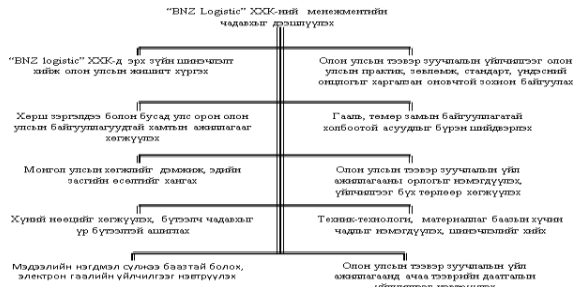 "BNZ Logistic" ХХК-ний менежментийн
чадавхыг дээшлүүлэх
"BNZ logistic" ХХК-д эрх зүйн шинэчлэлт
хийж олон улсын жишигт хүргэх
Олон улсын тээвэр зуучлалын үйлчилгээг олон
улсын практик, зөвлөмж, стандарт, үндэсний
онцлогыг харгалзан оновчтой зохион байгуулах
Хөрш зэргэлдээ болон бусад улс орон олон
улсын байгууллагуудтай хамтын ажиллагааг
хөгжүүлэх
Гааль, төмөр замын байгууллагатай
холбоотой асуудлыг бүрэн шийдвэрлэх
Монгол улсын хөгжлийг дэмжиж, эдийн
засгийн өсөлтийг хангах
Олон улсын тээвэр зуучлалын үйл
ажиллагааны орлогыг нэмэгдүүлэх,
үйлчилгээг бүх төрлөөр хөгжүүлэх
Хүний нөөцийг хөгжүүлэх, бүтээлч чадавхыг
үр бүтээлтэй ашиглах
Техник-технологи, материаллаг баазын хүчин
чадлыг нэмэгдүүлэх, шинэчлэлийг хийх
Мэдээлийн нэгдмэл сүлжээ баазтай болох,
электрон гаалийн үйлчилгээг нэвтрүүлэх
Олон улсын тээвэр зуучлалын үйл
ажиллагаанд ачаа тээврийн даатгалын